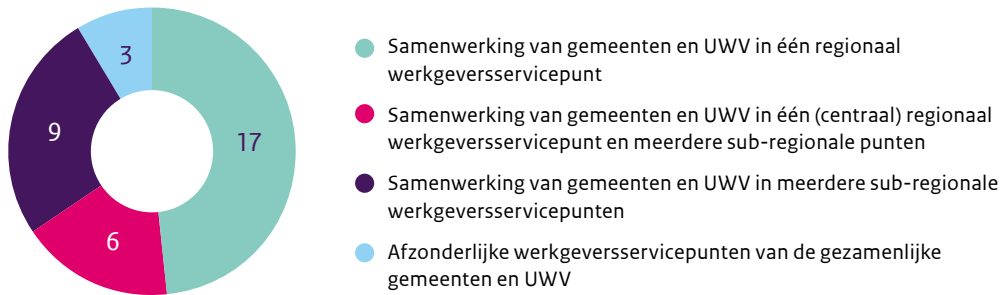 3
9
17
6
Samenwerking van gemeenten en UWV in één regionaal
werkgeversservicepunt
Samenwerking van gemeenten en UWV in één (centraal) regionaal
werkgeversservicepunt en meerdere sub-regionale punten
Samenwerking van gemeenten en UWV in meerdere sub-regionale
werkgeversservicepunten
Afzonderlijke werkgeversservicepunten van de gezamenlijke
gemeenten en UWV